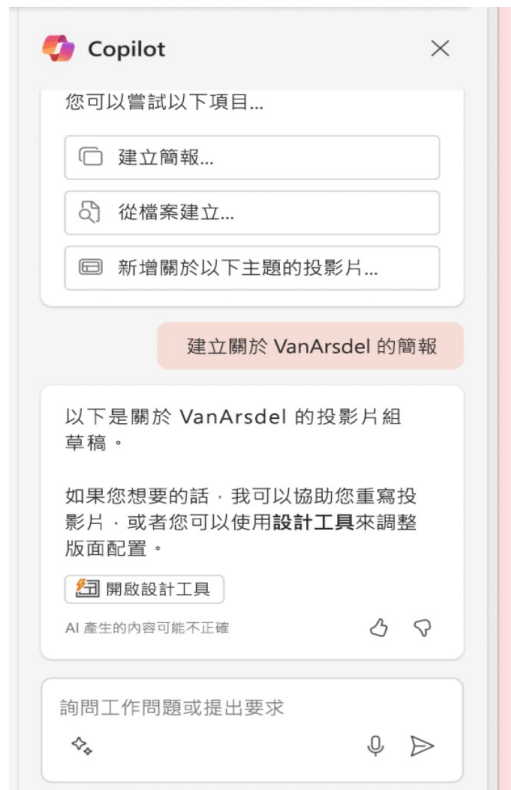 Copilot
您可以嘗試以下項目...
建立簡報...
從檔案建立...
新增關於以下主題的投影片...
建立關於 VanArsdel 的簡報
以下是關於 VanArsdel 的投影片組
草稿。
如果您想要的話，我可以協助您重寫投
影片，或者您可以使用設計工具來調整
版面配置。
開啟設計工具
AI 產生的內容可能不正確
詢問工作問題或提出要求